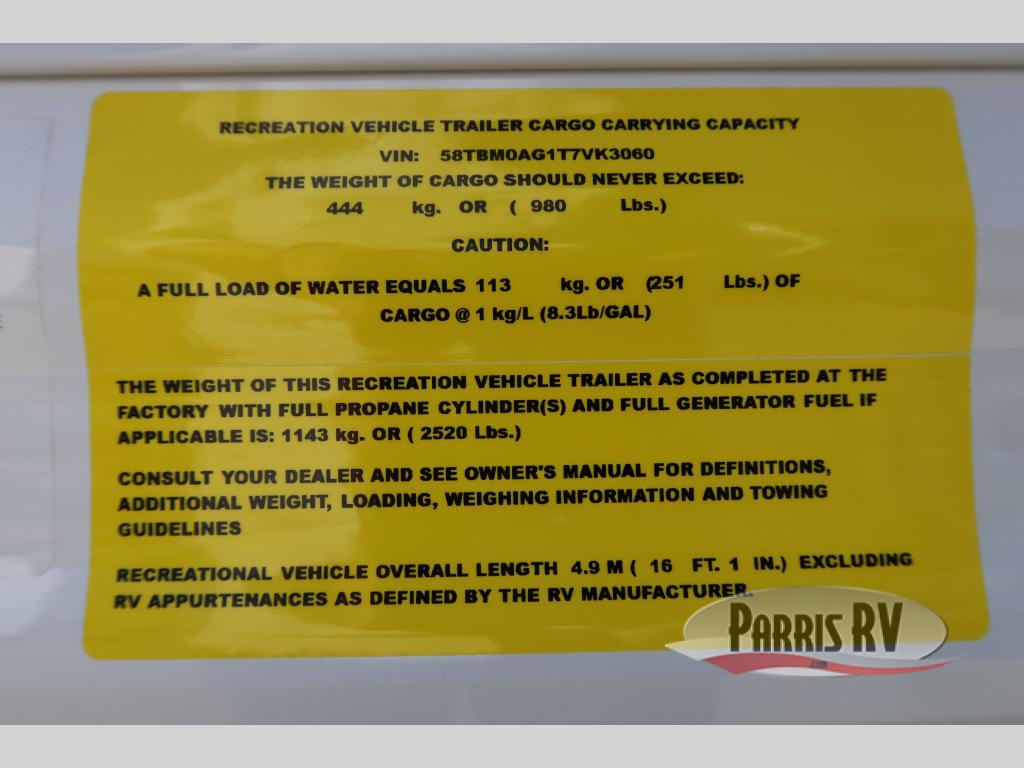 RECREATION VEHICLE TRAILER CARGO CARRYING CAPACITY
VIN: 58TBM0AG1T7VK3060
THE WEIGHT OF CARGO SHOULD NEVER EXCEED:
444 kg. OR ( 980 Lbs.)
CAUTION:
A FULL LOAD OF WATER EQUALS 113 kg. OR (251 Lbs.) OF
CARGO @ 1 kg/L (8.3Lb/GAL)
THE WEIGHT OF THIS RECREATION VEHICLE TRAILER AS COMPLETED AT THE
FACTORY WITH FULL PROPANE CYLINDER(S) AND FULL GENERATOR FUEL IF
APPLICABLE IS: 1143 kg. OR ( 2520 Lbs.)
CONSULT YOUR DEALER AND SEE OWNER'S MANUAL FOR DEFINITIONS,
ADDITIONAL WEIGHT, LOADING, WEIGHING INFORMATION AND TOWING
GUIDELINES
RECREATIONAL VEHICLE OVERALL LENGTH 4.9 M ( 16 FT. 1 IN.) EXCLUDING
RV APPURTENANCES AS DEFINED BY THE RV MANUFACTURER.
PARRIS RV
.com